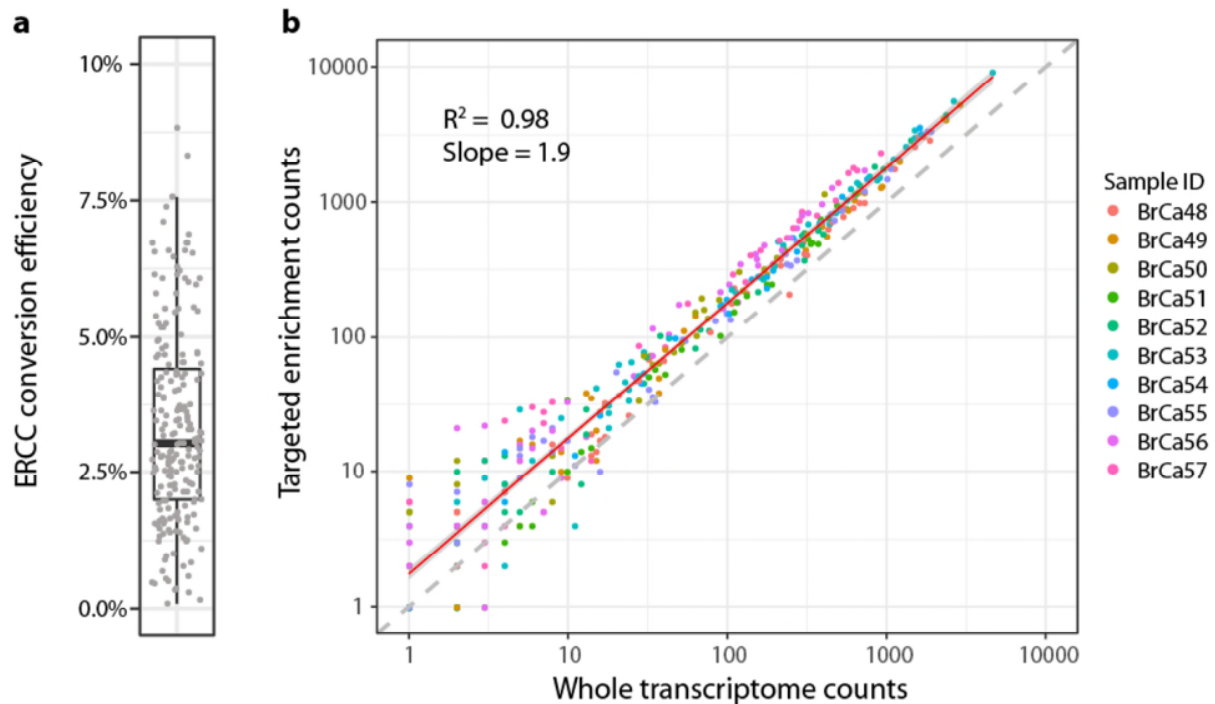 a
10%
7.5%
5.0%
2.5%
0.0%
ERCC conversion efficiency
b
10000
1000
100
10
1
Targeted enrichment counts
R² = 0.98
Slope = 1.9
1 10 100 1000 10000
Whole transcriptome counts
Sample ID
BrCa48
BrCa49
BrCa50
BrCa51
BrCa52
BrCa53
BrCa54
BrCa55
BrCa56
BrCa57